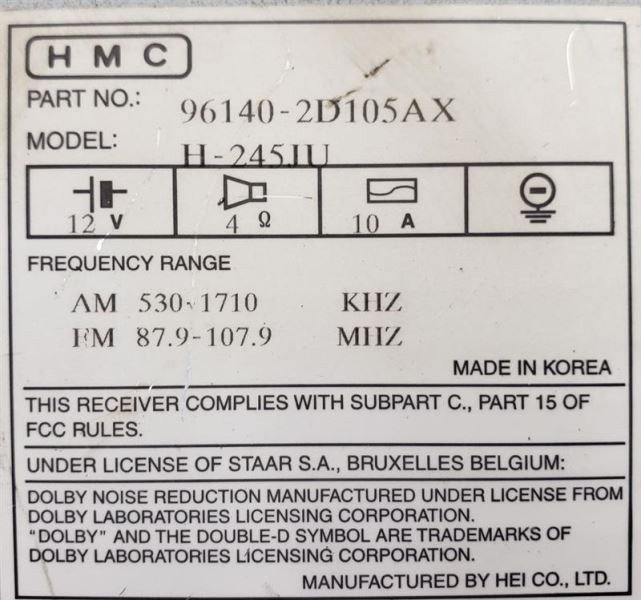 HMC
PART NO.: 96140-2D105AX
MODEL: H-245JU
12 V 4 Ω 10 A
FREQUENCY RANGE
AM 530-1710 KHZ
FM 87.9-107.9 MHZ
MADE IN KOREA
THIS RECEIVER COMPLIES WITH SUBPART C., PART 15 OF
FCC RULES.
UNDER LICENSE OF STAAR S.A., BRUXELLES BELGIUM:
DOLBY NOISE REDUCTION MANUFACTURED UNDER LICENSE FROM
DOLBY LABORATORIES LICENSING CORPORATION.
“DOLBY” AND THE DOUBLE-D SYMBOL ARE TRADEMARKS OF
DOLBY LABORATORIES LICENSING CORPORATION.
MANUFACTURED BY HEI CO., LTD.